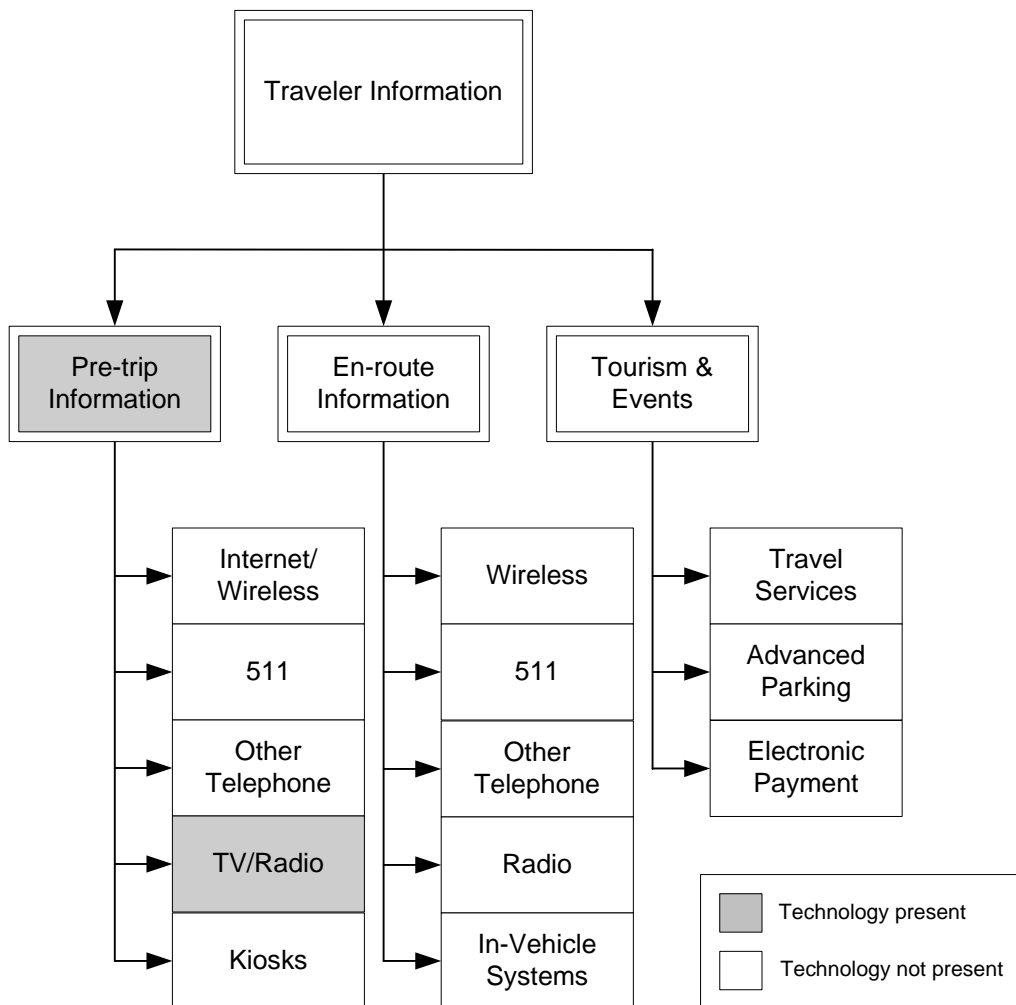 Traveler Information
Pre-trip
Information
En-route
Information
Tourism &
Events
Internet/
Wireless
511
Other
Telephone
TV/Radio
Kiosks
Wireless
511
Other
Telephone
Radio
In-Vehicle
Systems
Travel
Services
Advanced
Parking
Electronic
Payment
Technology present
Technology not present